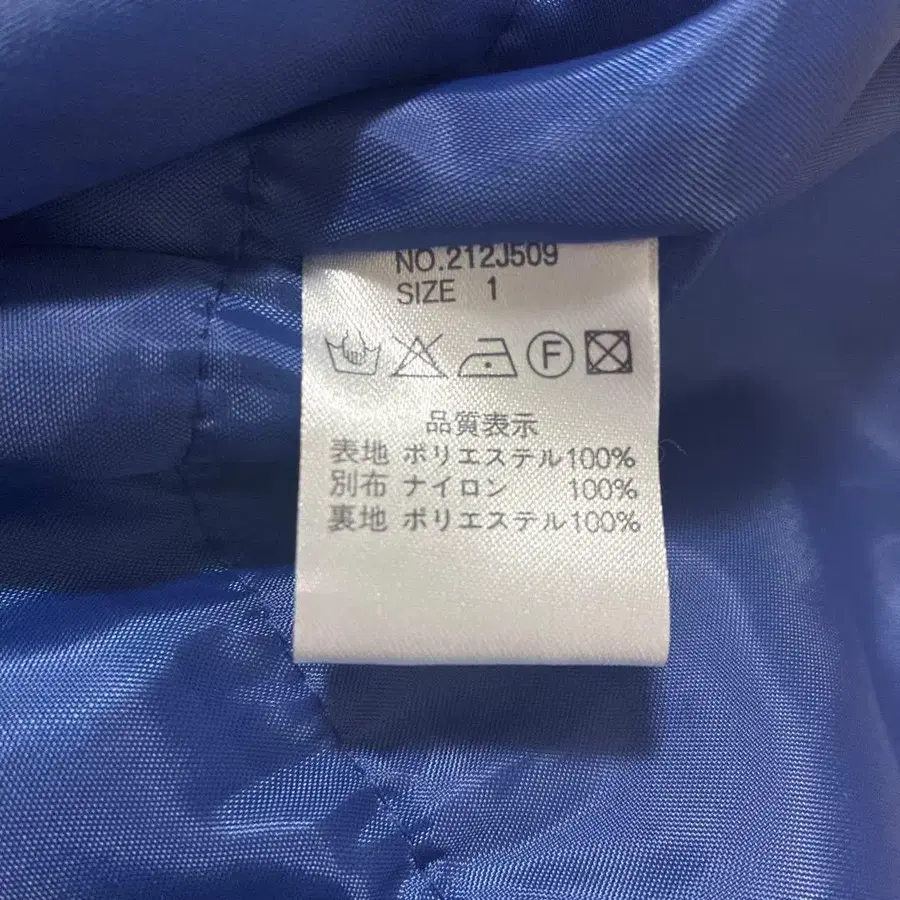 NO.212J509
SIZE 1
F
品質表示
表地 ポリエステル100%
別布 ナイロン 100%
裏地 ポリエステル100%